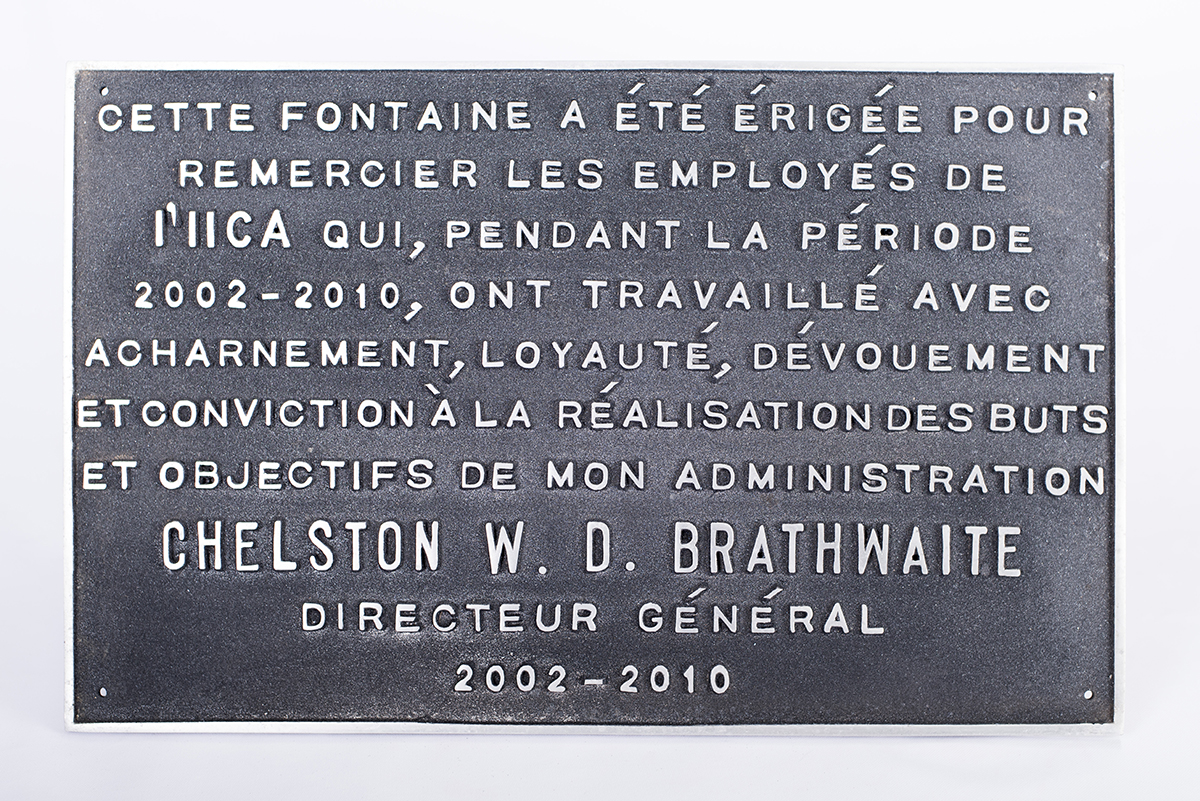 CETTE FONTAINE A ÉTÉ ÉRIGÉE POUR
REMERCIER LES EMPLOYÉS DE
l'IICA QUI, PENDANT LA PÉRIODE
2002-2010, ONT TRAVAILLÉ AVEC
ACHARNEMENT, LOYAUTÉ, DÉVOUEMENT
ET CONVICTION À LA RÉALISATION DES BUTS
ET OBJECTIFS DE MON ADMINISTRATION
CHELSTON W. D. BRATHWAITE
DIRECTEUR GÉNÉRAL
2002-2010